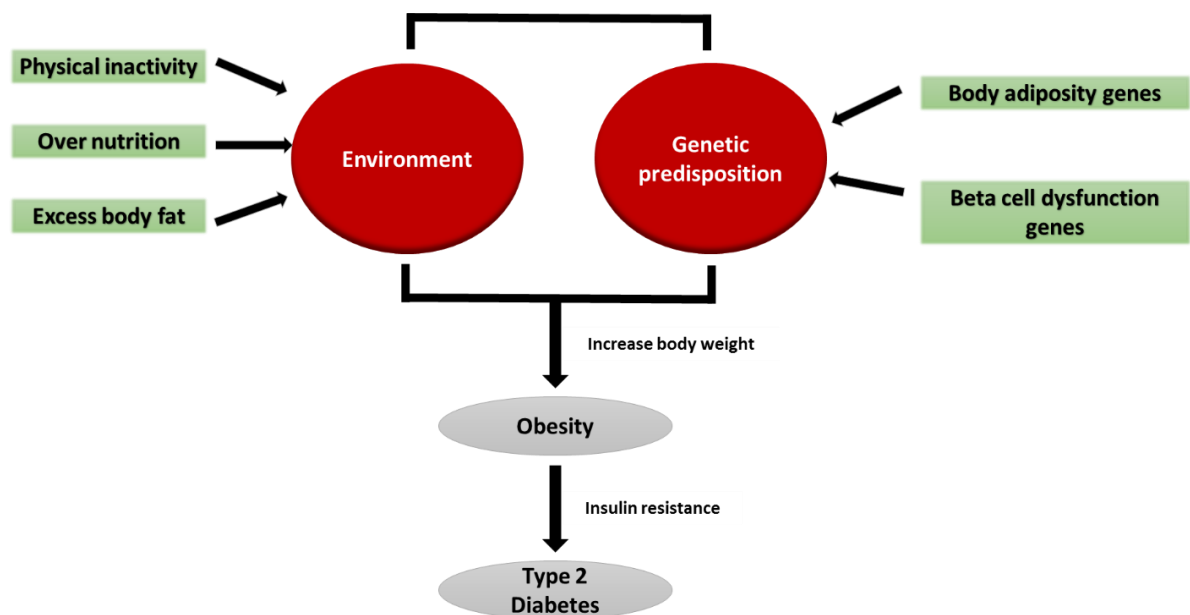 Physical inactivity
Over nutrition
Excess body fat
Environment
Genetic
predisposition
Body adiposity genes
Beta cell dysfunction
genes
Increase body weight
Obesity
Insulin resistance
Type 2
Diabetes